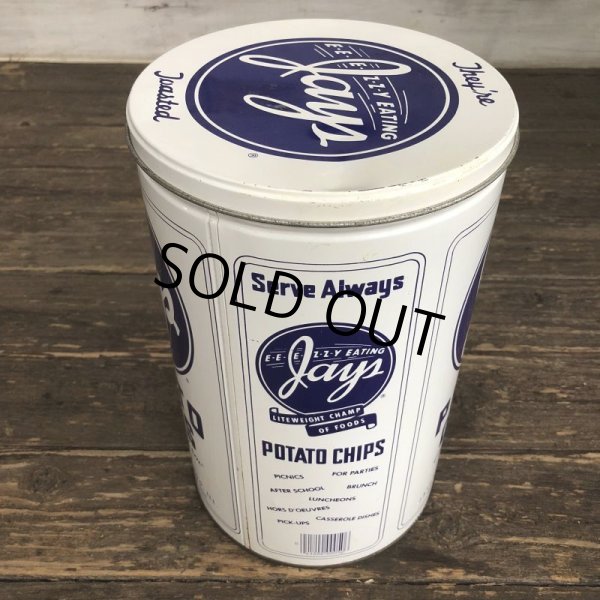 They're
E·E·E·Z·Z·Y EATING
Jays
®
Toasted
SOLD OUT
Serve Always
E·E·E·Z·Z·Y EATING
Jays
®
LITEWEIGHT CHAMP
OF FOODS
POTATO CHIPS
PICNICS FOR PARTIES
AFTER SCHOOL BRUNCH
LUNCHEONS
HORS D'OEUVRES
PICK-UPS CASSEROLE DISHES